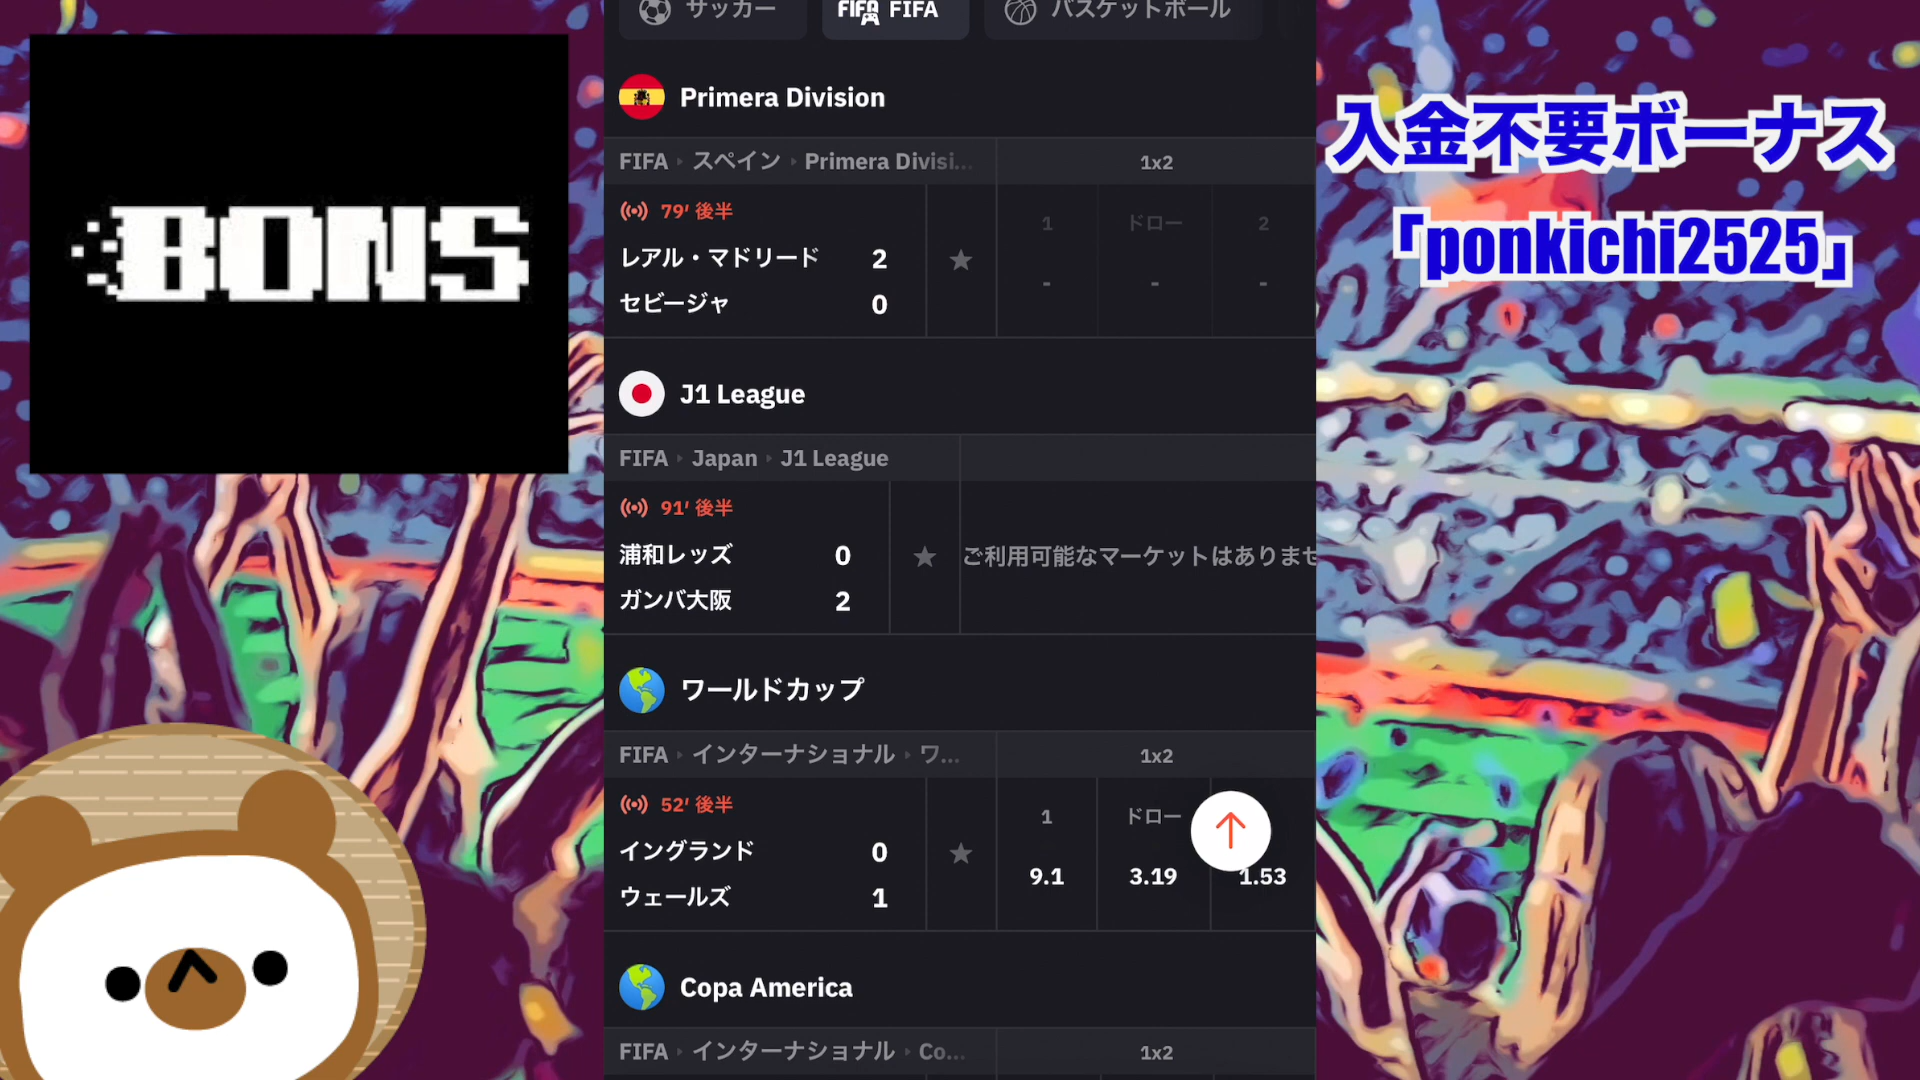 BONS
サッカー
FIFA FIFA
バスケットボール
Primera Division
FIFA スペイン Primera Divisi...
1x2
79' 後半
レアル・マドリード 2
セビージャ 0
1 ドロー 2
- - -
J1 League
FIFA Japan J1 League
91' 後半
浦和レッズ 0
ガンバ大阪 2
ご利用可能なマーケットはありませ
ワールドカップ
FIFA インターナショナル ワ...
1x2
52' 後半
イングランド 0
ウェールズ 1
1 ドロー
9.1 3.19 1.53
Copa America
FIFA インターナショナル Co...
1x2
入金不要ボーナス
「ponkichi2525」